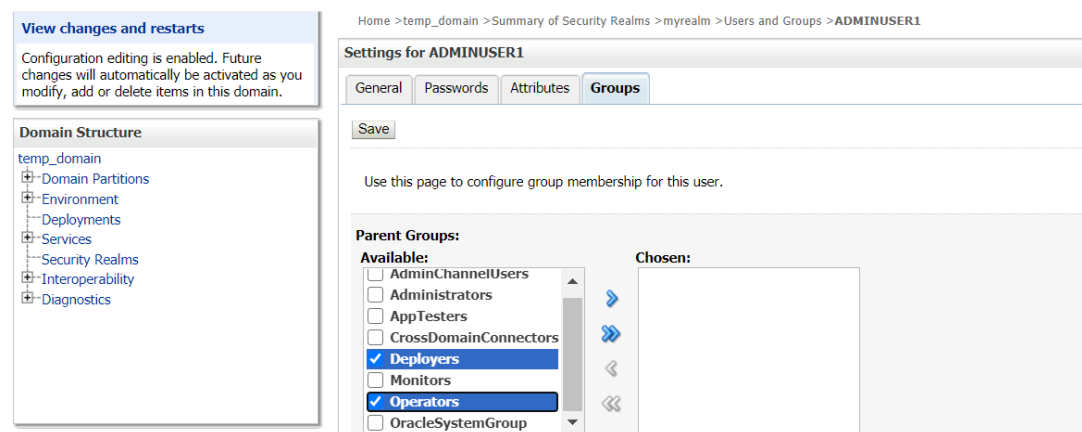 View changes and restarts
Configuration editing is enabled. Future
changes will automatically be activated as you
modify, add or delete items in this domain.
Domain Structure
temp_domain
Domain Partitions
Environment
Deployments
Services
Security Realms
Interoperability
Diagnostics
Home >temp_domain >Summary of Security Realms >myrealm >Users and Groups >ADMINUSER1
Settings for ADMINUSER1
General Passwords Attributes Groups
Save
Use this page to configure group membership for this user.
Parent Groups:
Available:
AdminChannelUsers
Administrators
AppTesters
CrossDomainConnectors
Deployers
Monitors
Operators
OracleSystemGroup
Chosen: